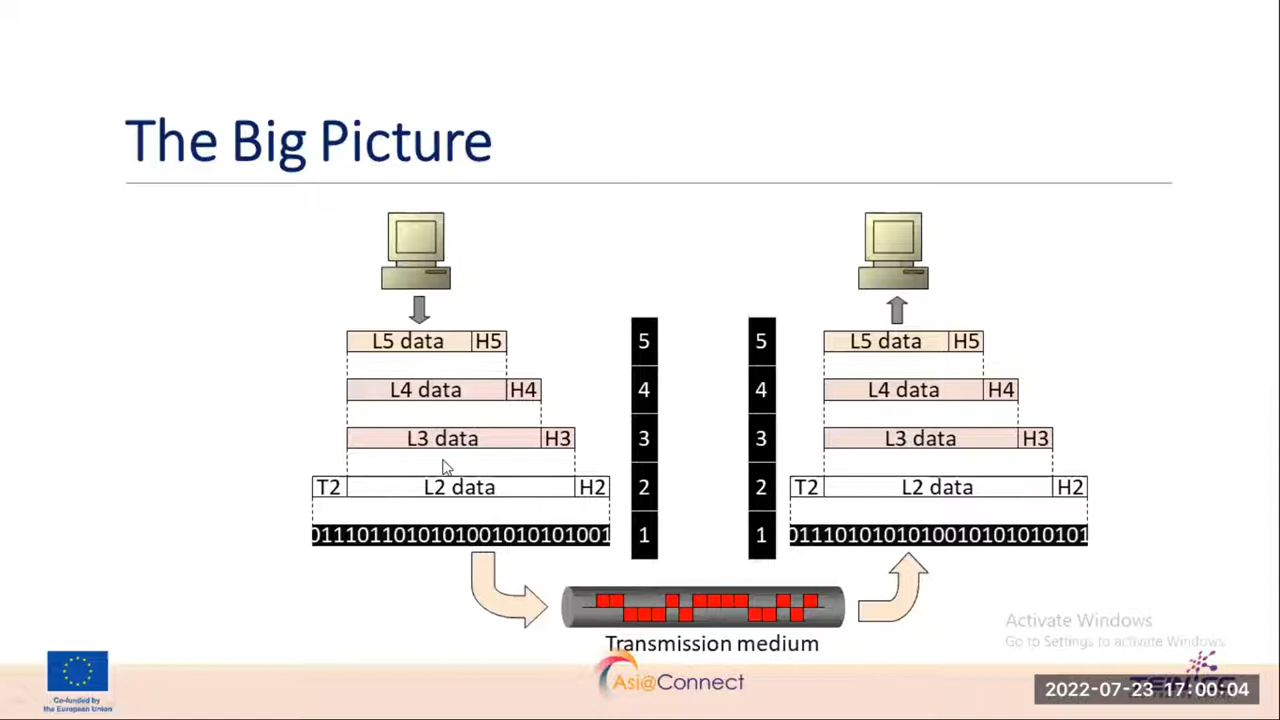 The Big Picture
L5 data H5 5 5 L5 data H5
L4 data H4 4 4 L4 data H4
L3 data H3 3 3 L3 data H3
T2 L2 data H2 2 2 T2 L2 data H2
0111011010101001010101001 1 1 0111010101010010101010101
Transmission medium
Activate Windows
Go to Settings to activate Windows.
Co-funded by
the European Union
Asi@Connect
2022-07-23 17:00:04